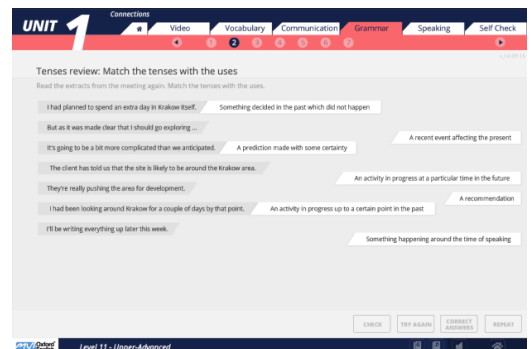 Connections
UNIT 1
Video Vocabulary Communication Grammar Speaking Self Check
1 2 3 4 5 6 7
Tenses review: Match the tenses with the uses
Read the extracts from the meeting again. Match the tenses with the uses.
I had planned to spend an extra day in Krakow itself. Something decided in the past which did not happen
But as it was made clear that I should go exploring ...
A recent event affecting the present
It's going to be a bit more complicated than we anticipated. A prediction made with some certainty
The client has told us that the site is likely to be around the Krakow area.
An activity in progress at a particular time in the future
They're really pushing the area for development.
A recommendation
I had been looking around Krakow for a couple of days by that point. An activity in progress up to a certain point in the past
I'll be writing everything up later this week.
Something happening around the time of speaking
CHECK TRY AGAIN CORRECT ANSWERS REPEAT
Oxford
Level 11 - Upper-Advanced